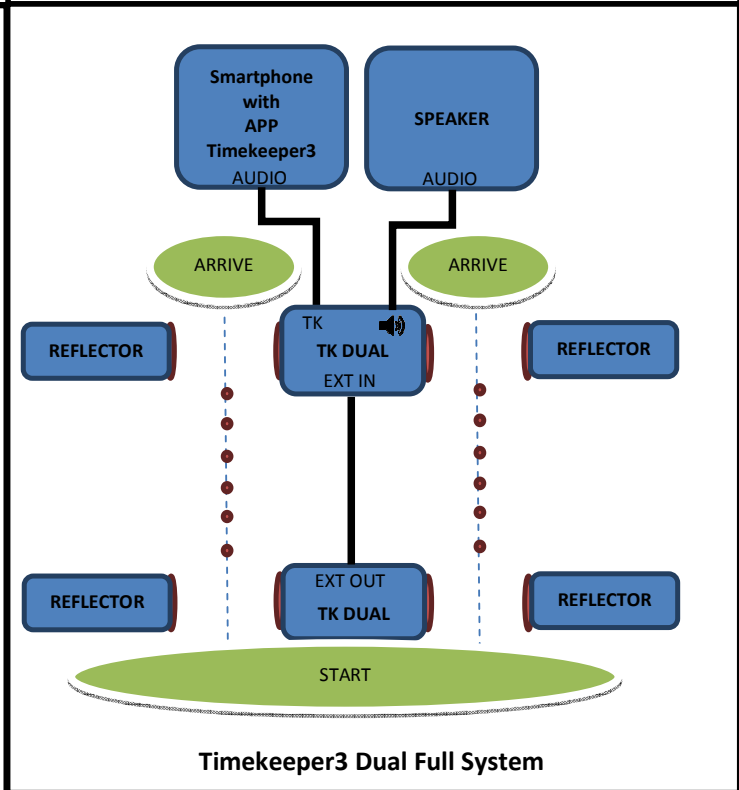 Smartphone
with
APP
Timekeeper3
AUDIO
SPEAKER
AUDIO
ARRIVE
ARRIVE
REFLECTOR
TK
TK DUAL
EXT IN
REFLECTOR
REFLECTOR
EXT OUT
TK DUAL
REFLECTOR
START
Timekeeper3 Dual Full System